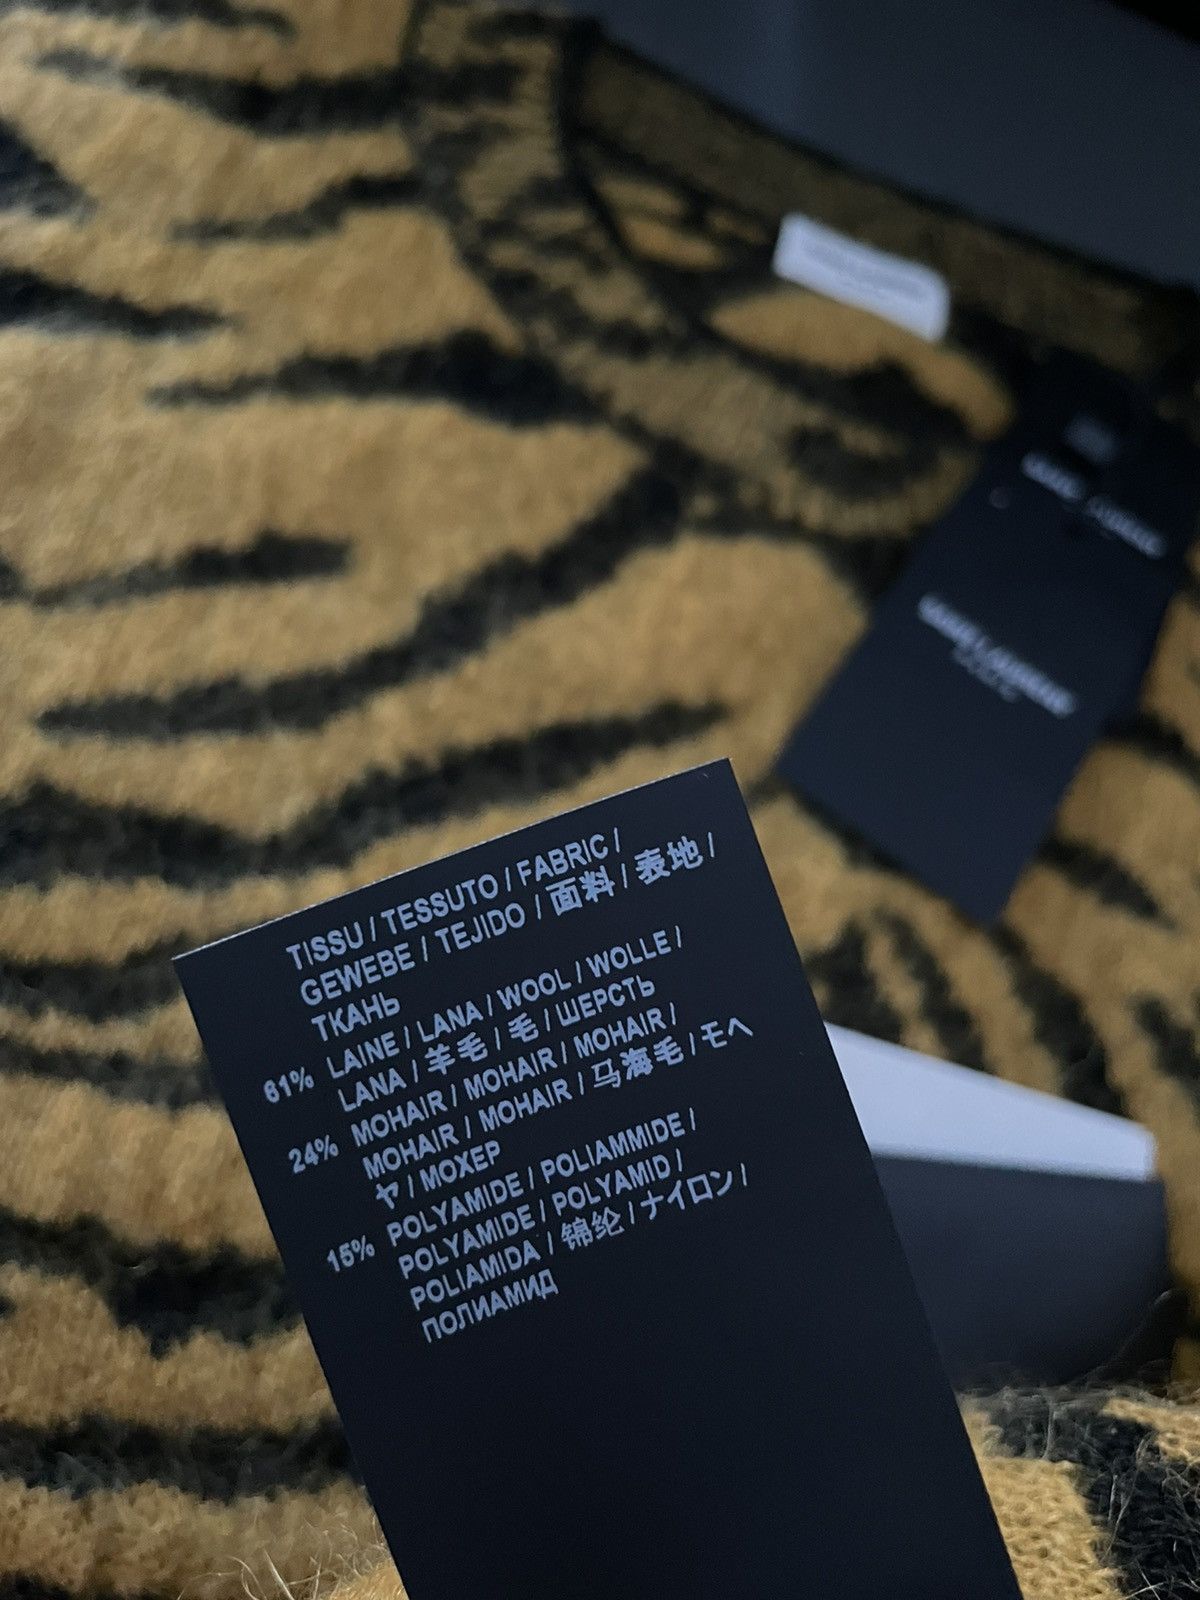 TISSU / TESSUTO / FABRIC /
GEWEBE / TEJIDO / 面料 / 表地 /
ТКАНЬ
61% LAINE / LANA / WOOL / WOLLE /
LANA / 羊毛 / 毛 / ШЕРСТЬ
24% MOHAIR / MOHAIR / MOHAIR /
MOHAIR / MOHAIR / 马海毛 / モヘ
ヤ / МОХЕР
15% POLYAMIDE / POLIAMMIDE /
POLYAMIDE / POLYAMID /
POLIAMIDA / 锦纶 / ナイロン /
ПОЛИАМИД